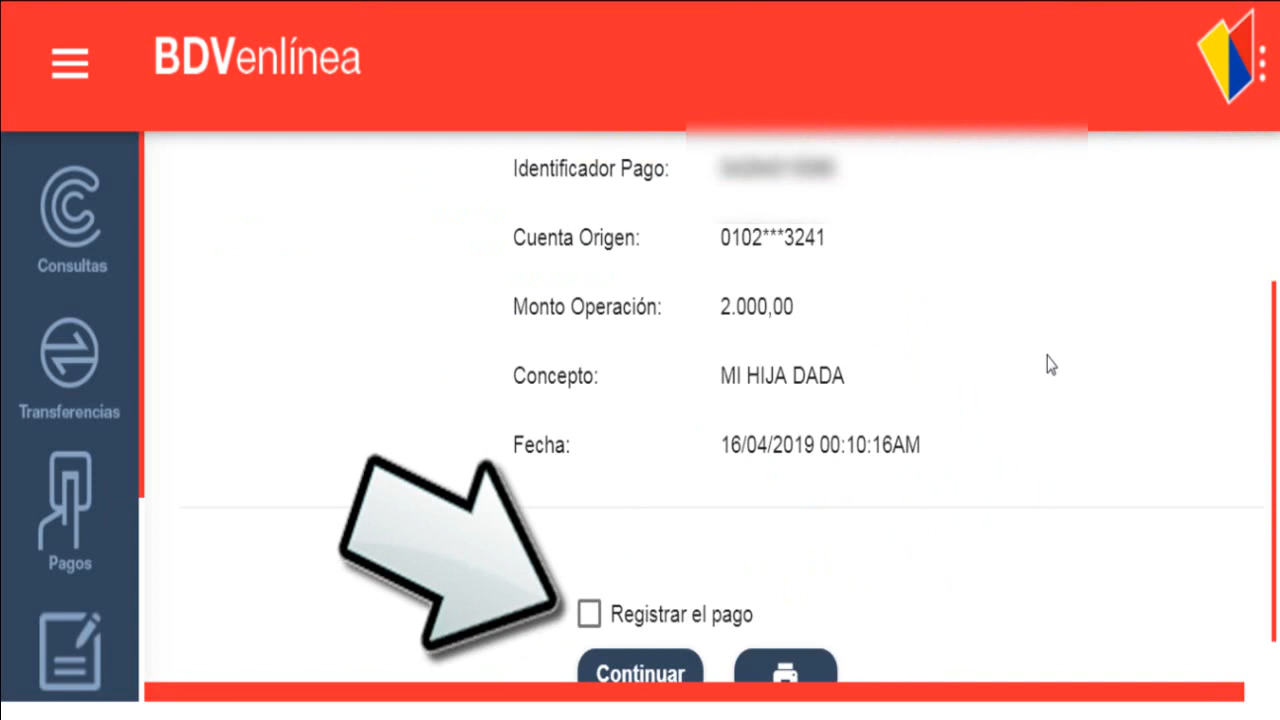 BDVenlínea
Identificador Pago:
Cuenta Origen: 0102***3241
Monto Operación: 2.000,00
Concepto: MI HIJA DADA
Fecha: 16/04/2019 00:10:16AM
Consultas
Transferencias
Pagos
Registrar el pago
Continuar